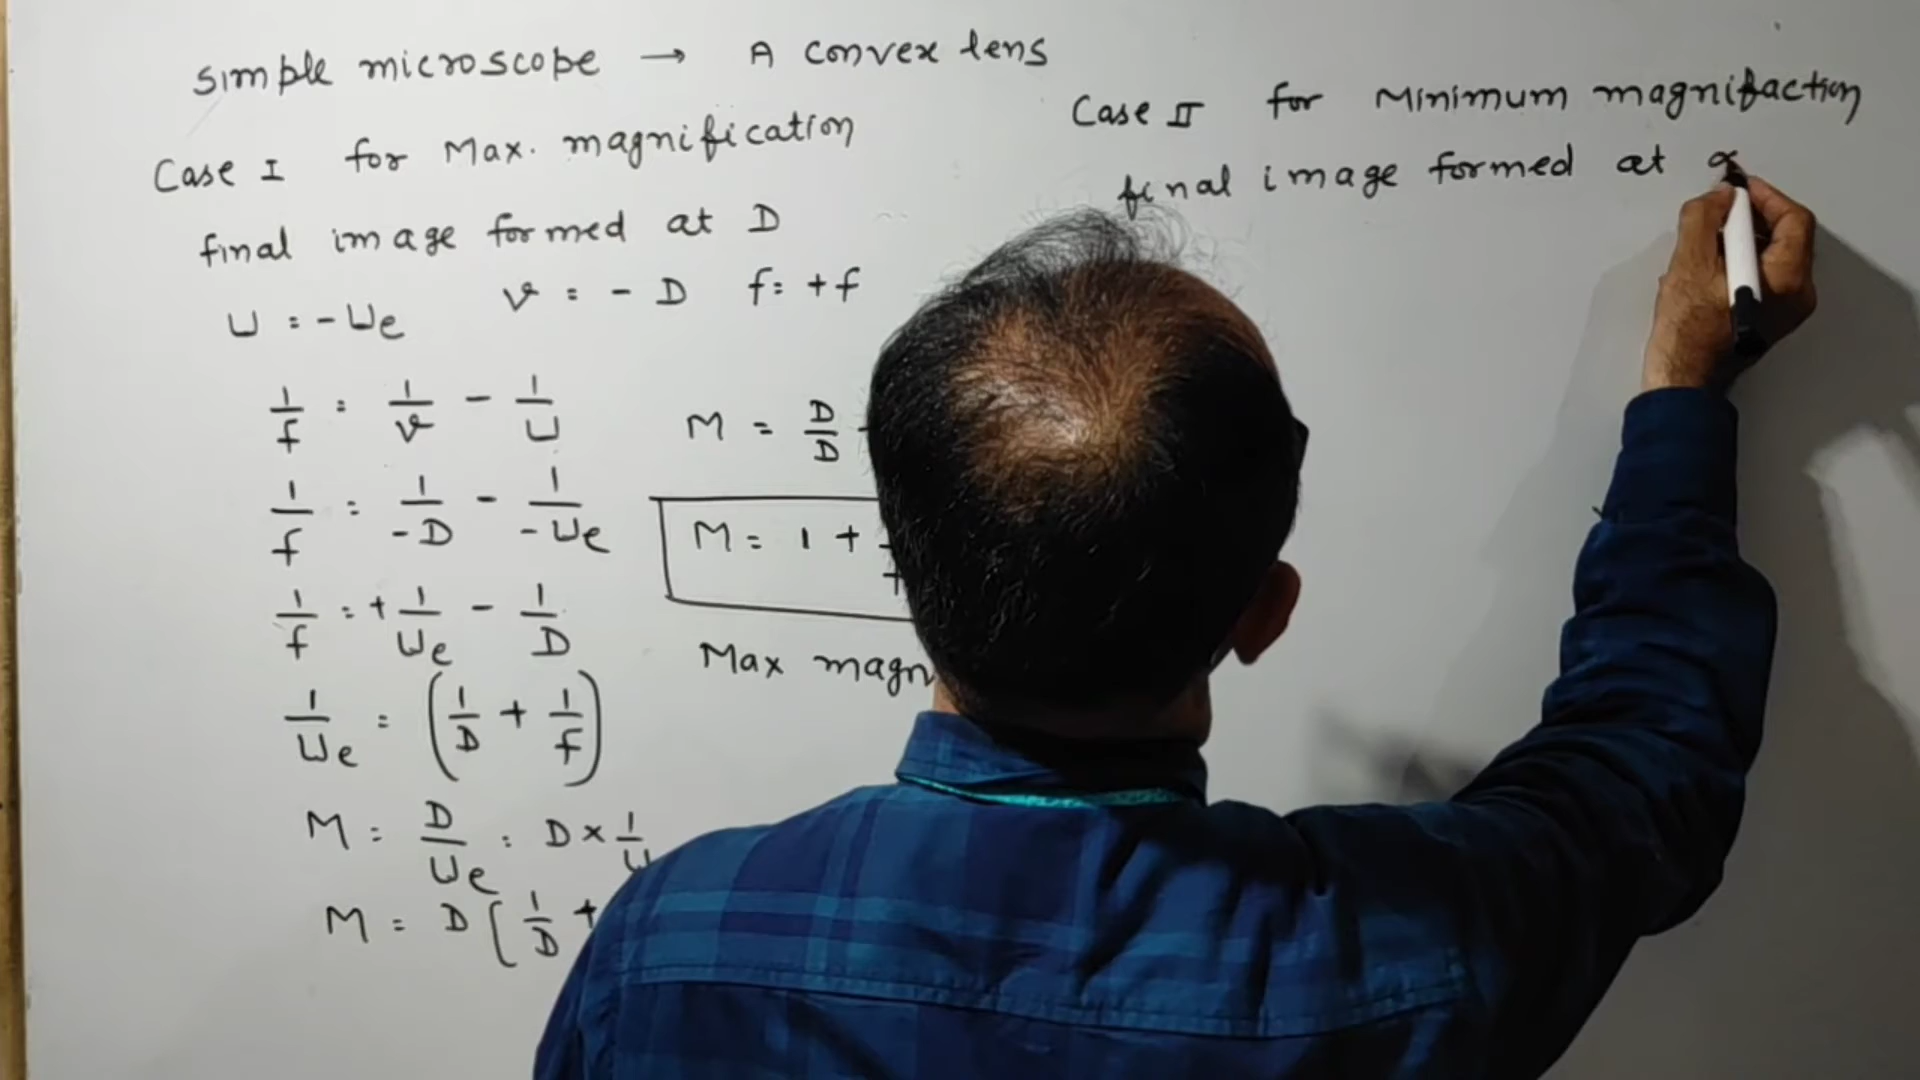 simple microscope → A convex lens
Case I for Max. magnification
final image formed at D
U = -Ue v = - D f = +f
1/f = 1/v - 1/U
1/f = 1/-D - 1/-Ue
1/f = + 1/Ue - 1/D
1/Ue = (1/D + 1/f)
M = D/Ue = D × 1/U
M = D [1/D +
M = D/D
M = 1 +
Max magn
Case II for Minimum magnifaction
final image formed at